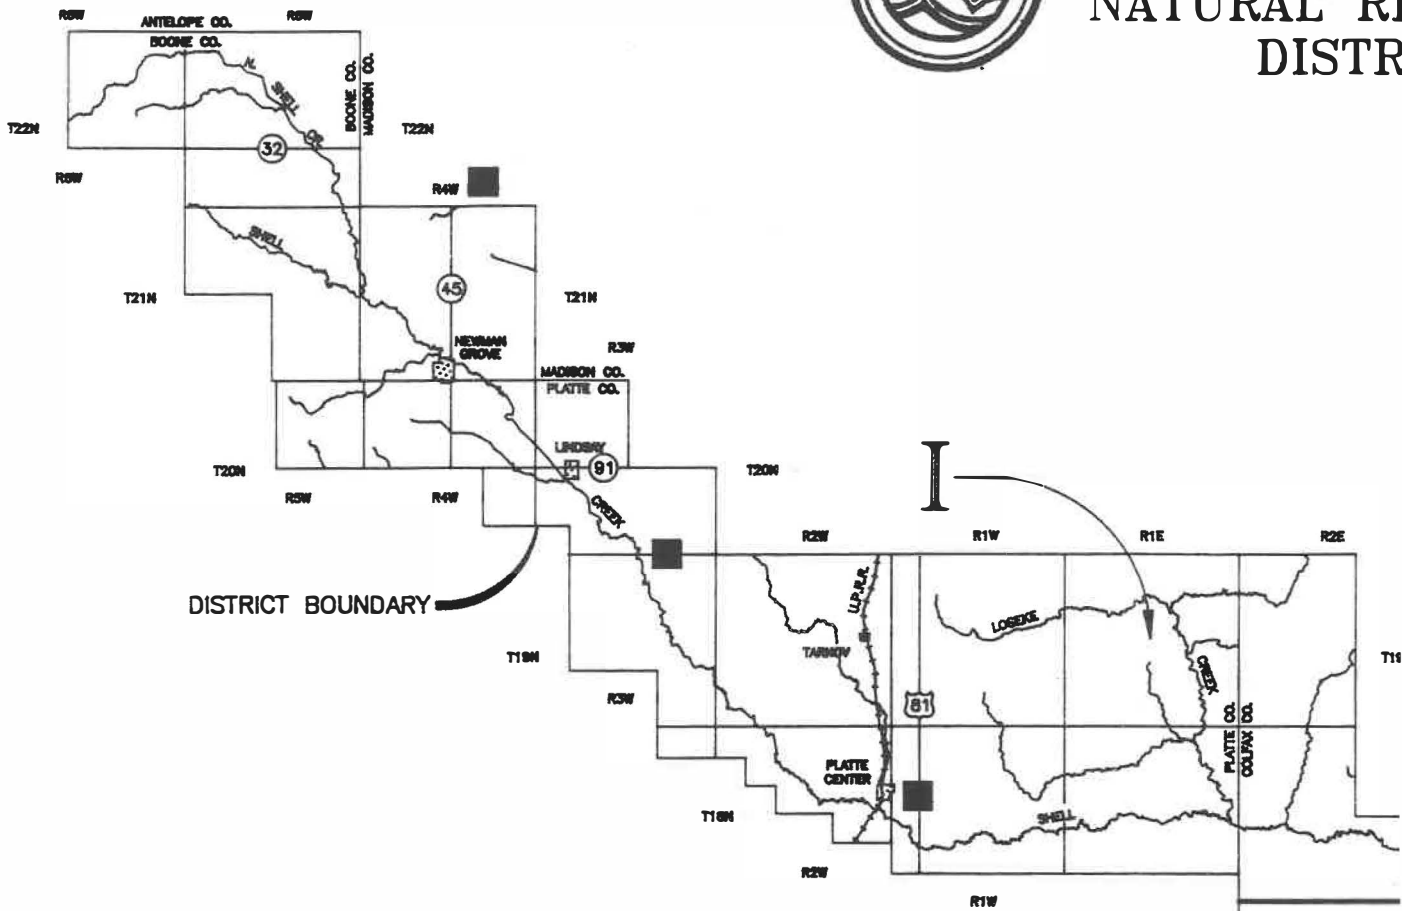 NATURAL RE
DISTR
R6W
R5W
ANTELOPE CO.
BOONE CO.
N.
SHELL
CR.
BOONE CO.
MADISON CO.
T22N
T22N
32
R6W
R4W
SHELL
T21N
45
T21N
NEWMAN
GROVE
R3W
MADISON CO.
PLATTE CO.
LINDSAY
91
T20N
T20N
R5W
R4W
CREEK
I
R2W
R1W
R1E
R2E
DISTRICT BOUNDARY
U.P.R.R.
LOSEKE
TARNOV
T19N
T19
CREEK
R3W
81
PLATTE CO.
COLFAX CO.
PLATTE
CENTER
T18N
SHELL
R2W
R1W